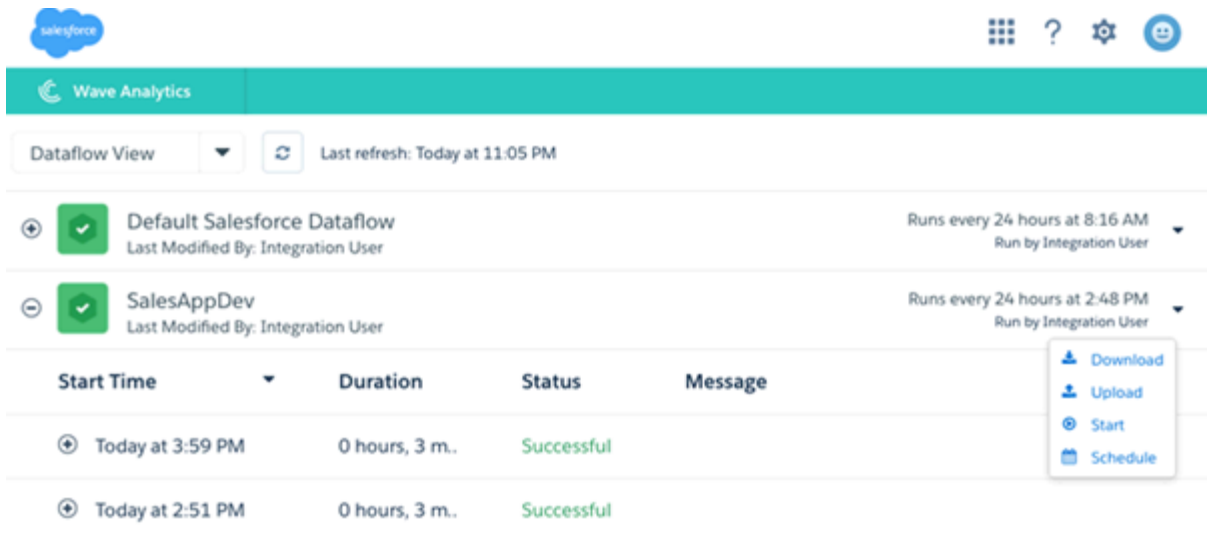 salesforce
?
Wave Analytics
Dataflow View
Last refresh: Today at 11:05 PM
Default Salesforce Dataflow
Runs every 24 hours at 8:16 AM
Last Modified By: Integration User
Run by Integration User
SalesAppDev
Runs every 24 hours at 2:48 PM
Last Modified By: Integration User
Run by Integration User
Download
Upload
Start
Schedule
Start Time Duration Status Message
Today at 3:59 PM 0 hours, 3 m.. Successful
Today at 2:51 PM 0 hours, 3 m.. Successful